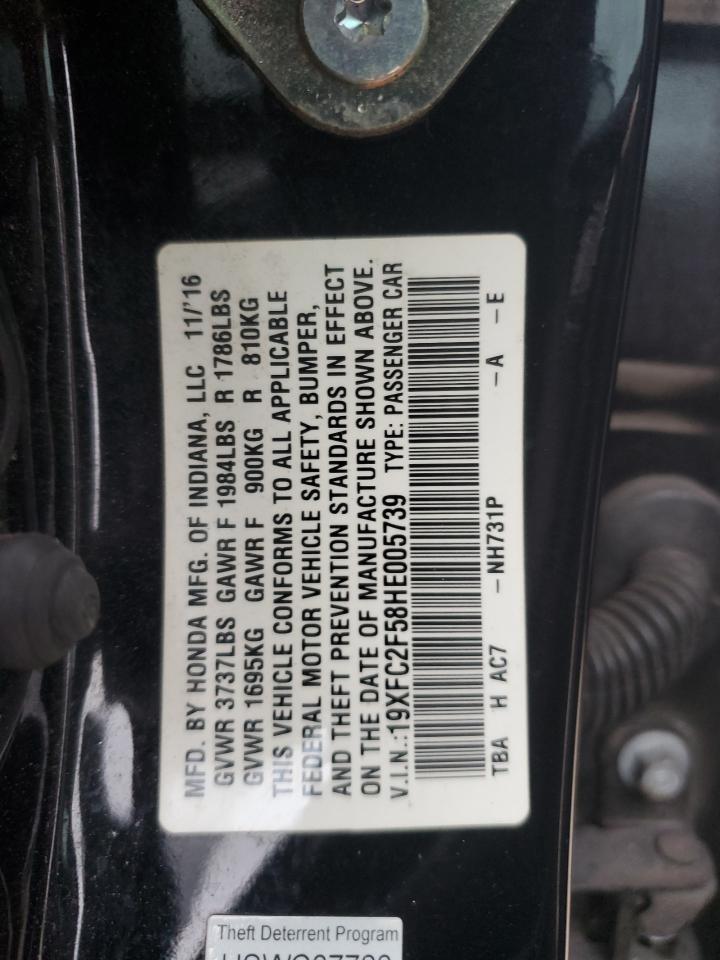 MFD. BY HONDA MFG. OF INDIANA, LLC 11/'16
GVWR 3737LBS GAWR F 1984LBS R 1786LBS
GVWR 1695KG GAWR F 900KG R 810KG
THIS VEHICLE CONFORMS TO ALL APPLICABLE
FEDERAL MOTOR VEHICLE SAFETY, BUMPER,
AND THEFT PREVENTION STANDARDS IN EFFECT
ON THE DATE OF MANUFACTURE SHOWN ABOVE.
V.I.N.:19XFC2F58HE005739 TYPE: PASSENGER CAR
TBA H AC7 - NH731P - A - E
Theft Deterrent Program